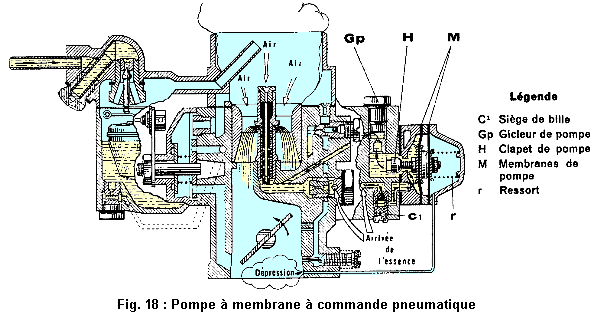 Gp
H
M
Air
Air
Air
Légende
C¹ Siège de bille
Gp Gicleur de pompe
H Clapet de pompe
M Membranes de
pompe
r Ressort
C1
r
Arrivée
de
l'essence
Dépression
Fig. 18 : Pompe à membrane à commande pneumatique